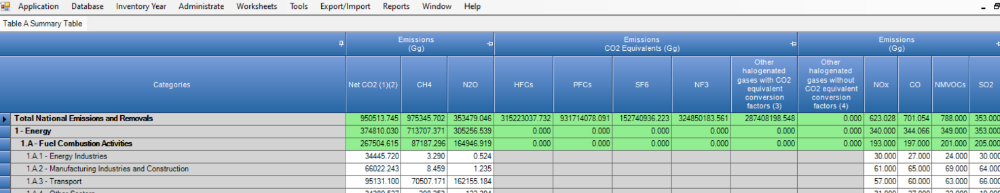 Application Database Inventory Year Administrate Worksheets Tools Export/Import Reports Window Help
Table A Summary Table
Emissions
(Gg)
Emissions
CO2 Equivalents (Gg)
Emissions
(Gg)
Categories
Net CO2 (1)(2)
CH4
N2O
HFCs
PFCs
SF6
NF3
Other
halogenated
gases with CO2
equivalent
conversion
factors (3)
Other
halogenated
gases without
CO2 equivalent
conversion
factors (4)
NOx
CO
NMVOCs
SO2
Total National Emissions and Removals 950513.745 975345.702 353479.046 315223037.732 931714078.091 152740936.223 324850183.561 287408198.548 0.000 623.028 701.054 788.000 353.000
1 - Energy 374810.030 713707.371 305256.539 0.000 0.000 0.000 0.000 0.000 0.000 340.000 344.066 349.000 353.000
1.A - Fuel Combustion Activities 267504.615 87187.296 164946.919 0.000 0.000 0.000 0.000 0.000 0.000 193.000 197.000 201.000 205.000
1.A.1 - Energy Industries 34445.720 3.290 0.524 30.000 27.000 24.000 30.000
1.A.2 - Manufacturing Industries and Construction 66022.243 8.459 1.235 61.000 65.000 69.000 64.000
1.A.3 - Transport 95131.100 70507.171 162155.184 57.000 60.000 63.000 66.000